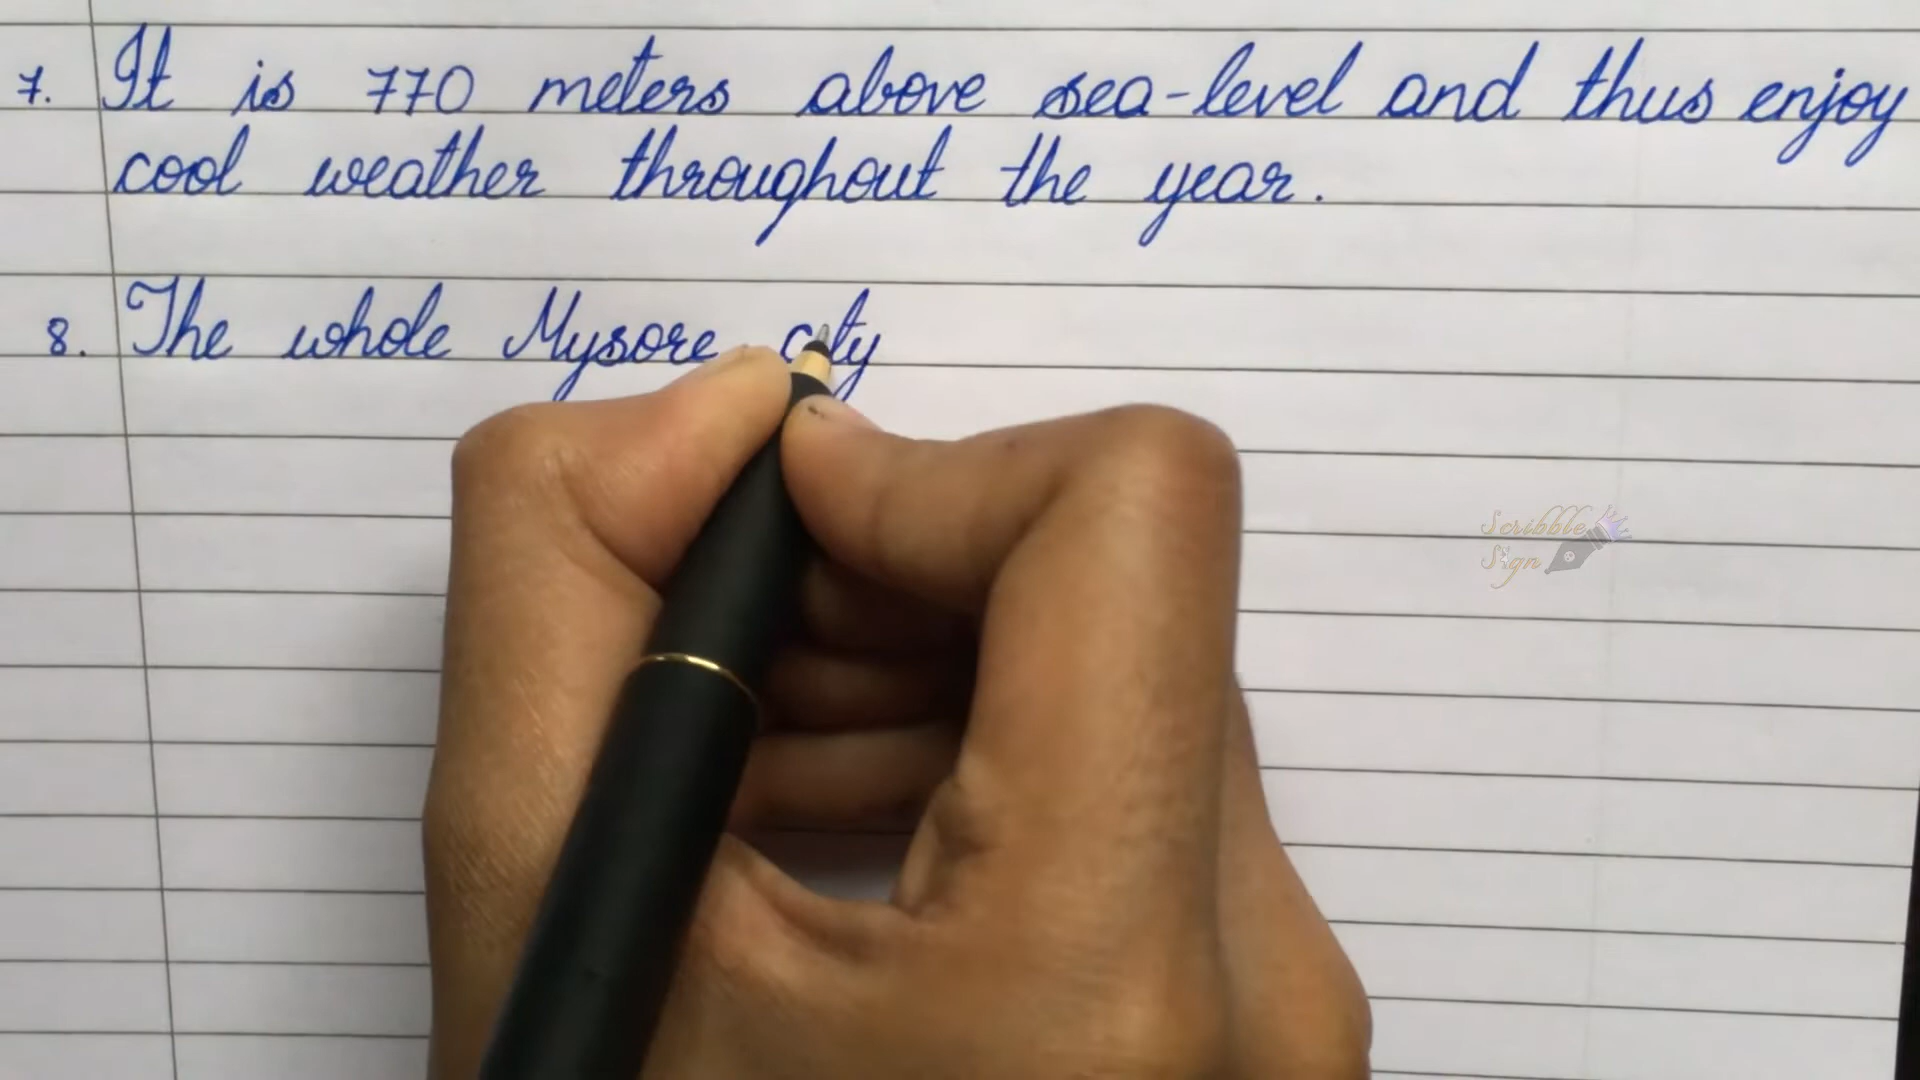 7. It is 770 meters above sea-level and thus enjoy
cool weather throughout the year.
8. The whole Mysore city
Scribble
Sign